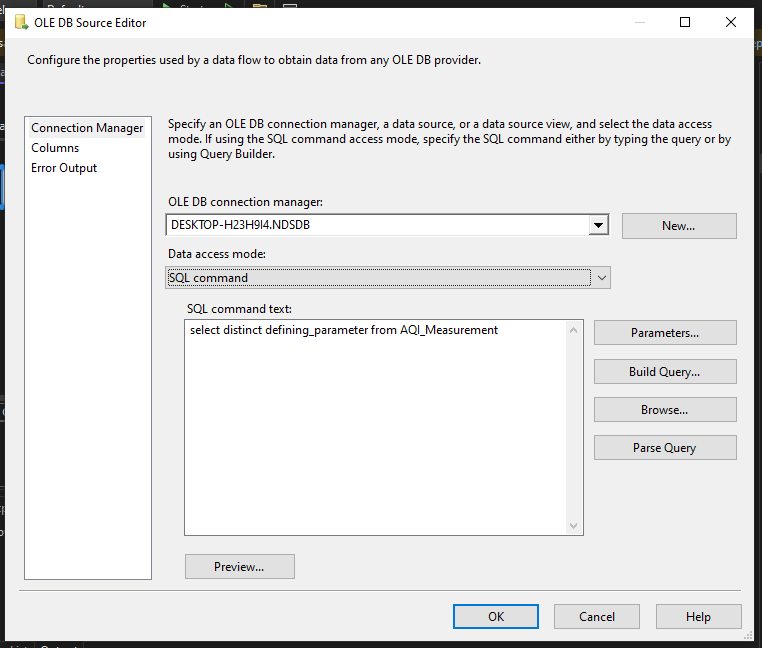 OLE DB Source Editor
Configure the properties used by a data flow to obtain data from any OLE DB provider.
Connection Manager
Columns
Error Output
Specify an OLE DB connection manager, a data source, or a data source view, and select the data access
mode. If using the SQL command access mode, specify the SQL command either by typing the query or by
using Query Builder.
OLE DB connection manager:
DESKTOP-H23H9I4.NDSDB
New...
Data access mode:
SQL command
SQL command text:
select distinct defining_parameter from AQI_Measurement
Parameters...
Build Query...
Browse...
Parse Query
Preview...
OK
Cancel
Help